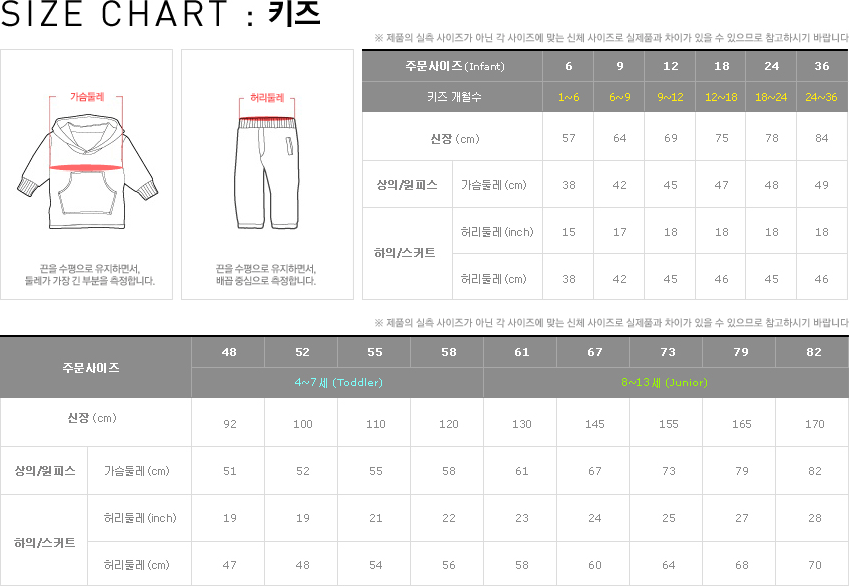 SIZE CHART : 키즈
※ 제품의 실측 사이즈가 아닌 각 사이즈에 맞는 신체 사이즈로 실제품과 차이가 있을 수 있으므로 참고하시기 바랍니다
가슴둘레
끈을 수평으로 유지하면서,
둘레가 가장 긴 부분을 측정합니다.
허리둘레
끈을 수평으로 유지하면서,
배꼽 중심으로 측정합니다.
주문사이즈(Infant) 6 9 12 18 24 36
키즈 개월수 1~6 6~9 9~12 12~18 18~24 24~36
신장 (cm) 57 64 69 75 78 84
상의/원피스 가슴둘레(cm) 38 42 45 47 48 49
하의/스커트
허리둘레(inch) 15 17 18 18 18 18
허리둘레(cm) 38 42 45 46 45 46
※ 제품의 실측 사이즈가 아닌 각 사이즈에 맞는 신체 사이즈로 실제품과 차이가 있을 수 있으므로 참고하시기 바랍니다
주문사이즈
48 52 55 58 61 67 73 79 82
4~7세 (Toddler) 8~13세 (Junior)
신장 (cm) 92 100 110 120 130 145 155 165 170
상의/원피스 가슴둘레(cm) 51 52 55 58 61 67 73 79 82
하의/스커트
허리둘레(inch) 19 19 21 22 23 24 25 27 28
허리둘레(cm) 47 48 54 56 58 60 64 68 70